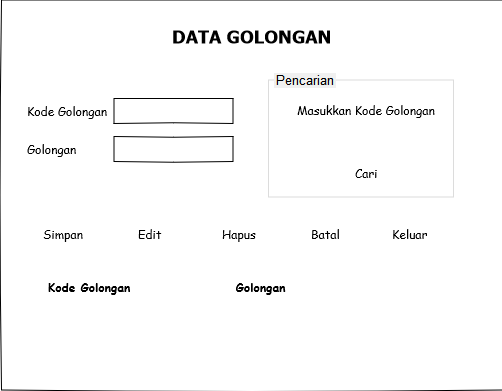 DATA GOLONGAN
Pencarian
Kode Golongan
Masukkan Kode Golongan
Golongan
Cari
Simpan Edit Hapus Batal Keluar
Kode Golongan Golongan